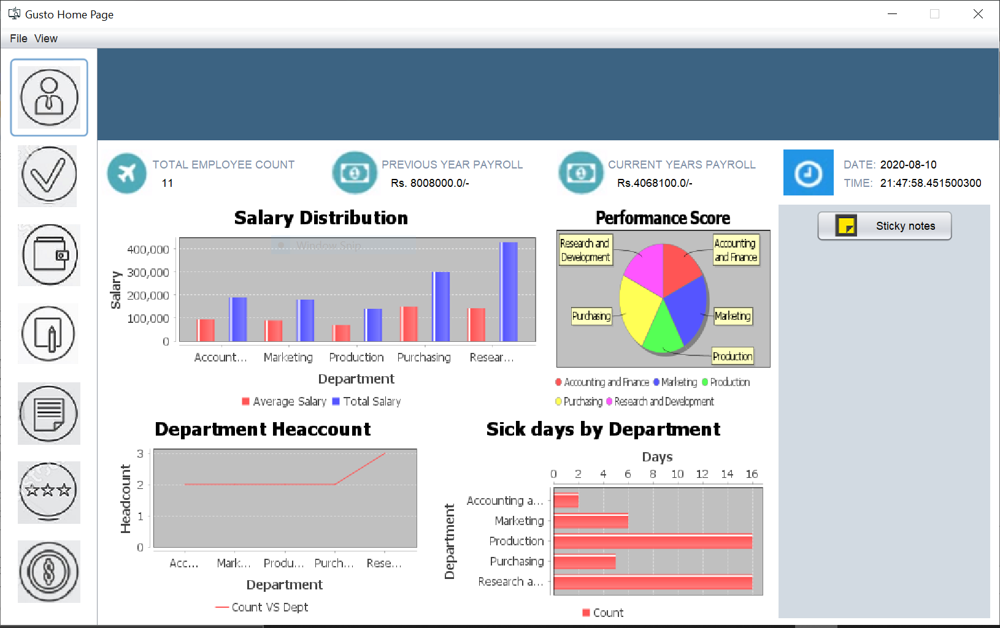 Gusto Home Page
File View
TOTAL EMPLOYEE COUNT
11
PREVIOUS YEAR PAYROLL
Rs. 8008000.0/-
CURRENT YEARS PAYROLL
Rs.4068100.0/-
DATE: 2020-08-10
TIME: 21:47:58.451500300
Sticky notes
Salary Distribution
Window Snip
Salary
400,000
300,000
200,000
100,000
0
Account... Marketing Production Purchasing Resear...
Department
Average Salary Total Salary
Performance Score
Research and
Development
Accounting
and Finance
Purchasing
Marketing
Production
Accounting and Finance Marketing Production
Purchasing Research and Development
Department Heaccount
Headcount
3
2
1
0
Acc... Mark... Produ... Purch... Rese...
Department
Count VS Dept
Sick days by Department
Days
0 2 4 6 8 10 12 14 16
Department
Accounting a...
Marketing
Production
Purchasing
Research a...
Count